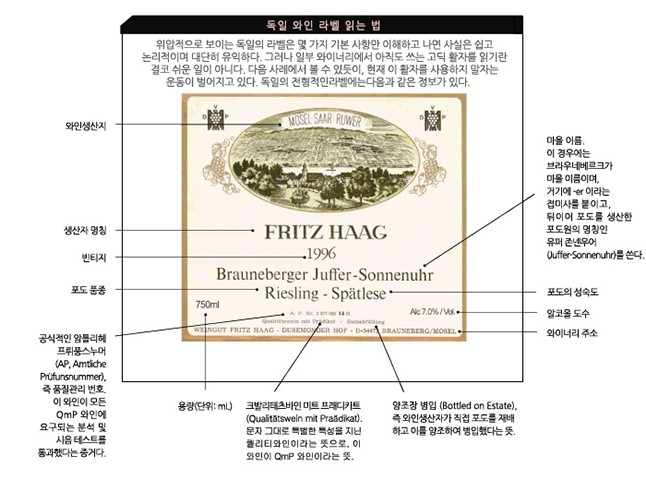 독일 와인 라벨 읽는 법
위압적으로 보이는 독일의 라벨은 몇 가지 기본 사항만 이해하고 나면 사실은 쉽고
논리적이며 대단히 유익하다. 그러나 일부 와이너리에서 아직도 쓰는 고딕 활자를 읽기란
결코 쉬운 일이 아니다. 다음 사례에서 볼 수 있듯이, 현재 이 활자를 사용하지 말자는
운동이 벌어지고 있다. 독일의 전형적인라벨에는다음과 같은 정보가 있다.
와인생산지
생산자 명칭
빈티지
포도 품종
공식적인 암틀리헤
프뤼풍스누머
(AP, Amtliche
Prüfunsnummer),
즉 품질관리 번호.
이 와인이 모든
QmP 와인에
요구되는 분석 및
시음 테스트를
통과했다는 증거다.
V D P
MOSEL·SAAR·RUWER
V D P
FRITZ HAAG
1996
Brauneberger Juffer-Sonnenuhr
Riesling - Spätlese
750ml
A. P. Nr.
Alc 7.0% / Vol.
Qualitätswein mit Prädikat - Gutsabfüllung
WEINGUT FRITZ HAAG - DUSEMONDER HOF - BRAUNEBERG/MOSEL
마을 이름.
이 경우에는
브라우네베르크가
마을 이름이며,
거기에 -er 이라는
접미사를 붙이고,
뒤이어 포도를 생산한
포도원의 명칭인
유퍼 존넨우어
(Juffer-Sonnenuhr)를 쓴다.
포도의 성숙도
알코올 도수
와이너리 주소
용량(단위: mL)
크발리테츠바인 미트 프레디카트
(Qualitätswein mit Praädikat).
문자 그대로 특별한 특성을 지닌
퀄리티와인이라는 뜻으로, 이
와인이 QmP 와인이라는 뜻.
양조장 병입 (Bottled on Estate),
즉 와인생산자가 직접 포도를 재배
하고 이를 양조하여 병입했다는 뜻.